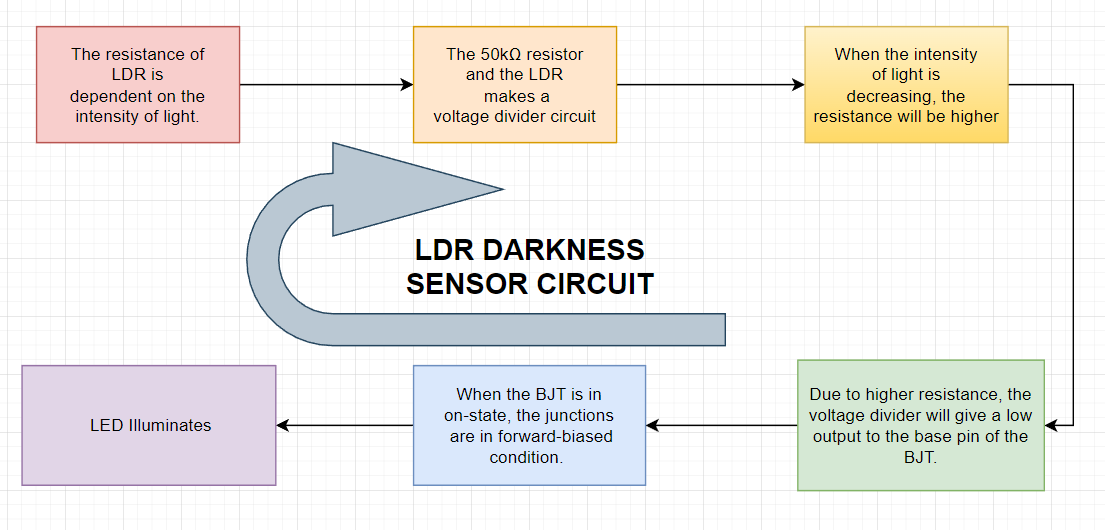 The resistance of
LDR is
dependent on the
intensity of light.
The 50kΩ resistor
and the LDR
makes a
voltage divider circuit
When the intensity
of light is
decreasing, the
resistance will be higher
LDR DARKNESS
SENSOR CIRCUIT
Due to higher resistance, the
voltage divider will give a low
output to the base pin of the
BJT.
When the BJT is in
on-state, the junctions
are in forward-biased
condition.
LED Illuminates